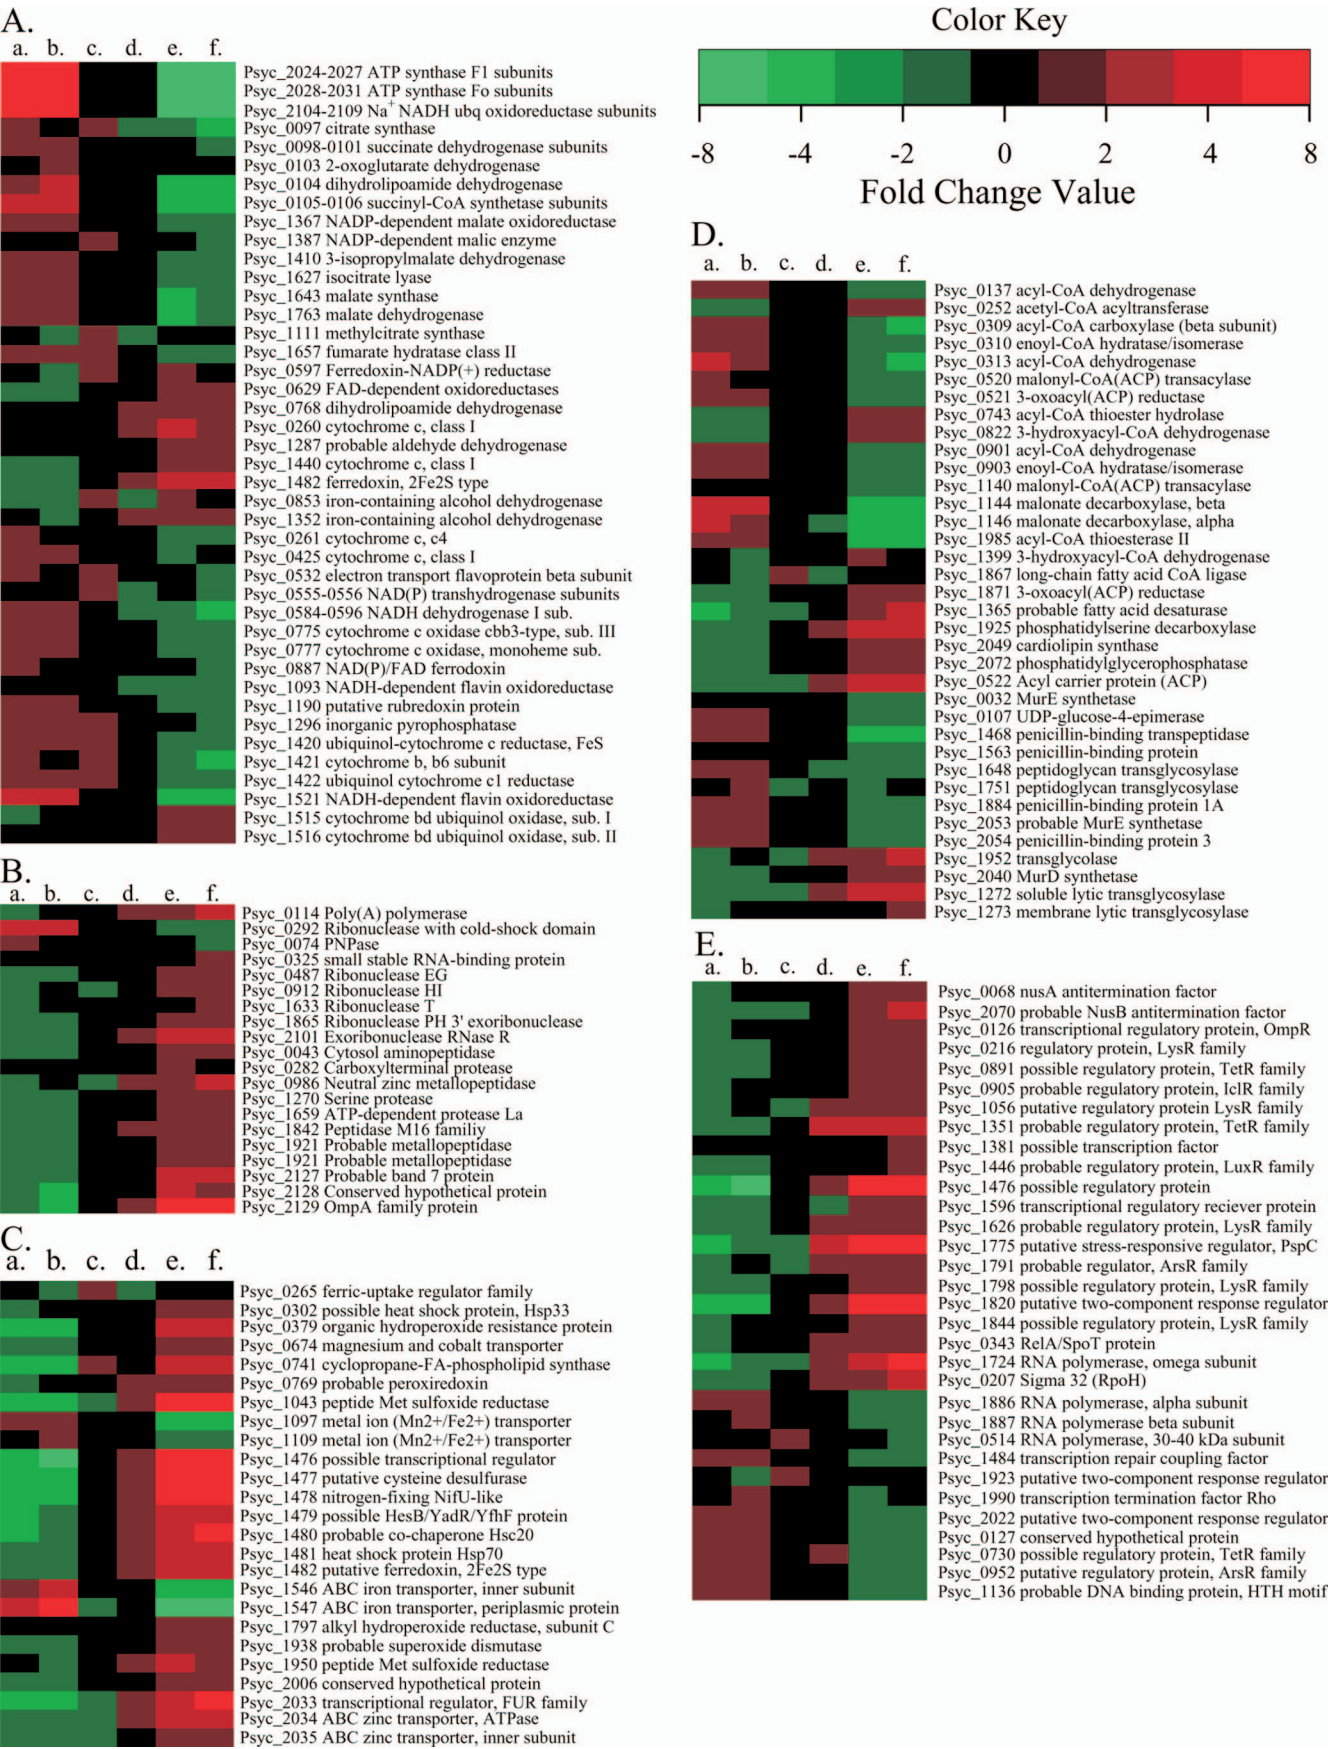 A.
a. b. c. d. e. f.
Psyc_2024-2027 ATP synthase F1 subunits
Psyc_2028-2031 ATP synthase Fo subunits
Psyc_2104-2109 Na+ NADH ubq oxidoreductase subunits
Psyc_0097 citrate synthase
Psyc_0098-0101 succinate dehydrogenase subunits
Psyc_0103 2-oxoglutarate dehydrogenase
Psyc_0104 dihydrolipoamide dehydrogenase
Psyc_0105-0106 succinyl-CoA synthetase subunits
Psyc_1367 NADP-dependent malate oxidoreductase
Psyc_1387 NADP-dependent malic enzyme
Psyc_1410 3-isopropylmalate dehydrogenase
Psyc_1627 isocitrate lyase
Psyc_1643 malate synthase
Psyc_1763 malate dehydrogenase
Psyc_1111 methylcitrate synthase
Psyc_1657 fumarate hydratase class II
Psyc_0597 Ferredoxin-NADP(+) reductase
Psyc_0629 FAD-dependent oxidoreductases
Psyc_0768 dihydrolipoamide dehydrogenase
Psyc_0260 cytochrome c, class I
Psyc_1287 probable aldehyde dehydrogenase
Psyc_1440 cytochrome c, class I
Psyc_1482 ferredoxin, 2Fe2S type
Psyc_0853 iron-containing alcohol dehydrogenase
Psyc_1352 iron-containing alcohol dehydrogenase
Psyc_0261 cytochrome c, c4
Psyc_0425 cytochrome c, class I
Psyc_0532 electron transport flavoprotein beta subunit
Psyc_0555-0556 NAD(P) transhydrogenase subunits
Psyc_0584-0596 NADH dehydrogenase I sub.
Psyc_0775 cytochrome c oxidase cbb3-type, sub. III
Psyc_0777 cytochrome c oxidase, monoheme sub.
Psyc_0887 NAD(P)/FAD ferrodoxin
Psyc_1093 NADH-dependent flavin oxidoreductase
Psyc_1190 putative rubredoxin protein
Psyc_1296 inorganic pyrophosphatase
Psyc_1420 ubiquinol-cytochrome c reductase, FeS
Psyc_1421 cytochrome b, b6 subunit
Psyc_1422 ubiquinol cytochrome c1 reductase
Psyc_1521 NADH-dependent flavin oxidoreductase
Psyc_1515 cytochrome bd ubiquinol oxidase, sub. I
Psyc_1516 cytochrome bd ubiquinol oxidase, sub. II
B.
a. b. c. d. e. f.
Psyc_0114 Poly(A) polymerase
Psyc_0292 Ribonuclease with cold-shock domain
Psyc_0074 PNPase
Psyc_0325 small stable RNA-binding protein
Psyc_0487 Ribonuclease EG
Psyc_0912 Ribonuclease HI
Psyc_1633 Ribonuclease T
Psyc_1865 Ribonuclease PH 3' exoribonuclease
Psyc_2101 Exoribonuclease RNase R
Psyc_0043 Cytosol aminopeptidase
Psyc_0282 Carboxylterminal protease
Psyc_0986 Neutral zinc metallopeptidase
Psyc_1270 Serine protease
Psyc_1659 ATP-dependent protease La
Psyc_1842 Peptidase M16 familiy
Psyc_1921 Probable metallopeptidase
Psyc_1921 Probable metallopeptidase
Psyc_2127 Probable band 7 protein
Psyc_2128 Conserved hypothetical protein
Psyc_2129 OmpA family protein
C.
a. b. c. d. e. f.
Psyc_0265 ferric-uptake regulator family
Psyc_0302 possible heat shock protein, Hsp33
Psyc_0379 organic hydroperoxide resistance protein
Psyc_0674 magnesium and cobalt transporter
Psyc_0741 cyclopropane-FA-phospholipid synthase
Psyc_0769 probable peroxiredoxin
Psyc_1043 peptide Met sulfoxide reductase
Psyc_1097 metal ion (Mn2+/Fe2+) transporter
Psyc_1109 metal ion (Mn2+/Fe2+) transporter
Psyc_1476 possible transcriptional regulator
Psyc_1477 putative cysteine desulfurase
Psyc_1478 nitrogen-fixing NifU-like
Psyc_1479 possible HesB/YadR/YfhF protein
Psyc_1480 probable co-chaperone Hsc20
Psyc_1481 heat shock protein Hsp70
Psyc_1482 putative ferredoxin, 2Fe2S type
Psyc_1546 ABC iron transporter, inner subunit
Psyc_1547 ABC iron transporter, periplasmic protein
Psyc_1797 alkyl hydroperoxide reductase, subunit C
Psyc_1938 probable superoxide dismutase
Psyc_1950 peptide Met sulfoxide reductase
Psyc_2006 conserved hypothetical protein
Psyc_2033 transcriptional regulator, FUR family
Psyc_2034 ABC zinc transporter, ATPase
Psyc_2035 ABC zinc transporter, inner subunit
Color Key
-8 -4 -2 0 2 4 8
Fold Change Value
D.
a. b. c. d. e. f.
Psyc_0137 acyl-CoA dehydrogenase
Psyc_0252 acetyl-CoA acyltransferase
Psyc_0309 acyl-CoA carboxylase (beta subunit)
Psyc_0310 enoyl-CoA hydratase/isomerase
Psyc_0313 acyl-CoA dehydrogenase
Psyc_0520 malonyl-CoA(ACP) transacylase
Psyc_0521 3-oxoacyl(ACP) reductase
Psyc_0743 acyl-CoA thioester hydrolase
Psyc_0822 3-hydroxyacyl-CoA dehydrogenase
Psyc_0901 acyl-CoA dehydrogenase
Psyc_0903 enoyl-CoA hydratase/isomerase
Psyc_1140 malonyl-CoA(ACP) transacylase
Psyc_1144 malonate decarboxylase, beta
Psyc_1146 malonate decarboxylase, alpha
Psyc_1985 acyl-CoA thioesterase II
Psyc_1399 3-hydroxyacyl-CoA dehydrogenase
Psyc_1867 long-chain fatty acid CoA ligase
Psyc_1871 3-oxoacyl(ACP) reductase
Psyc_1365 probable fatty acid desaturase
Psyc_1925 phosphatidylserine decarboxylase
Psyc_2049 cardiolipin synthase
Psyc_2072 phosphatidylglycerophosphatase
Psyc_0522 Acyl carrier protein (ACP)
Psyc_0032 MurE synthetase
Psyc_0107 UDP-glucose-4-epimerase
Psyc_1468 penicillin-binding transpeptidase
Psyc_1563 penicillin-binding protein
Psyc_1648 peptidoglycan transglycosylase
Psyc_1751 peptidoglycan transglycosylase
Psyc_1884 penicillin-binding protein 1A
Psyc_2053 probable MurE synthetase
Psyc_2054 penicillin-binding protein 3
Psyc_1952 transglycolase
Psyc_2040 MurD synthetase
Psyc_1272 soluble lytic transglycosylase
Psyc_1273 membrane lytic transglycosylase
E.
a. b. c. d. e. f.
Psyc_0068 nusA antitermination factor
Psyc_2070 probable NusB antitermination factor
Psyc_0126 transcriptional regulatory protein, OmpR
Psyc_0216 regulatory protein, LysR family
Psyc_0891 possible regulatory protein, TetR family
Psyc_0905 probable regulatory protein, IclR family
Psyc_1056 putative regulatory protein LysR family
Psyc_1351 probable regulatory protein, TetR family
Psyc_1381 possible transcription factor
Psyc_1446 probable regulatory protein, LuxR family
Psyc_1476 possible regulatory protein
Psyc_1596 transcriptional regulatory reciever protein
Psyc_1626 probable regulatory protein, LysR family
Psyc_1775 putative stress-responsive regulator, PspC
Psyc_1791 probable regulator, ArsR family
Psyc_1798 possible regulatory protein, LysR family
Psyc_1820 putative two-component response regulator
Psyc_1844 possible regulatory protein, LysR family
Psyc_0343 RelA/SpoT protein
Psyc_1724 RNA polymerase, omega subunit
Psyc_0207 Sigma 32 (RpoH)
Psyc_1886 RNA polymerase, alpha subunit
Psyc_1887 RNA polymerase beta subunit
Psyc_0514 RNA polymerase, 30-40 kDa subunit
Psyc_1484 transcription repair coupling factor
Psyc_1923 putative two-component response regulator
Psyc_1990 transcription termination factor Rho
Psyc_2022 putative two-component response regulator
Psyc_0127 conserved hypothetical protein
Psyc_0730 possible regulatory protein, TetR family
Psyc_0952 putative regulatory protein, ArsR family
Psyc_1136 probable DNA binding protein, HTH motif